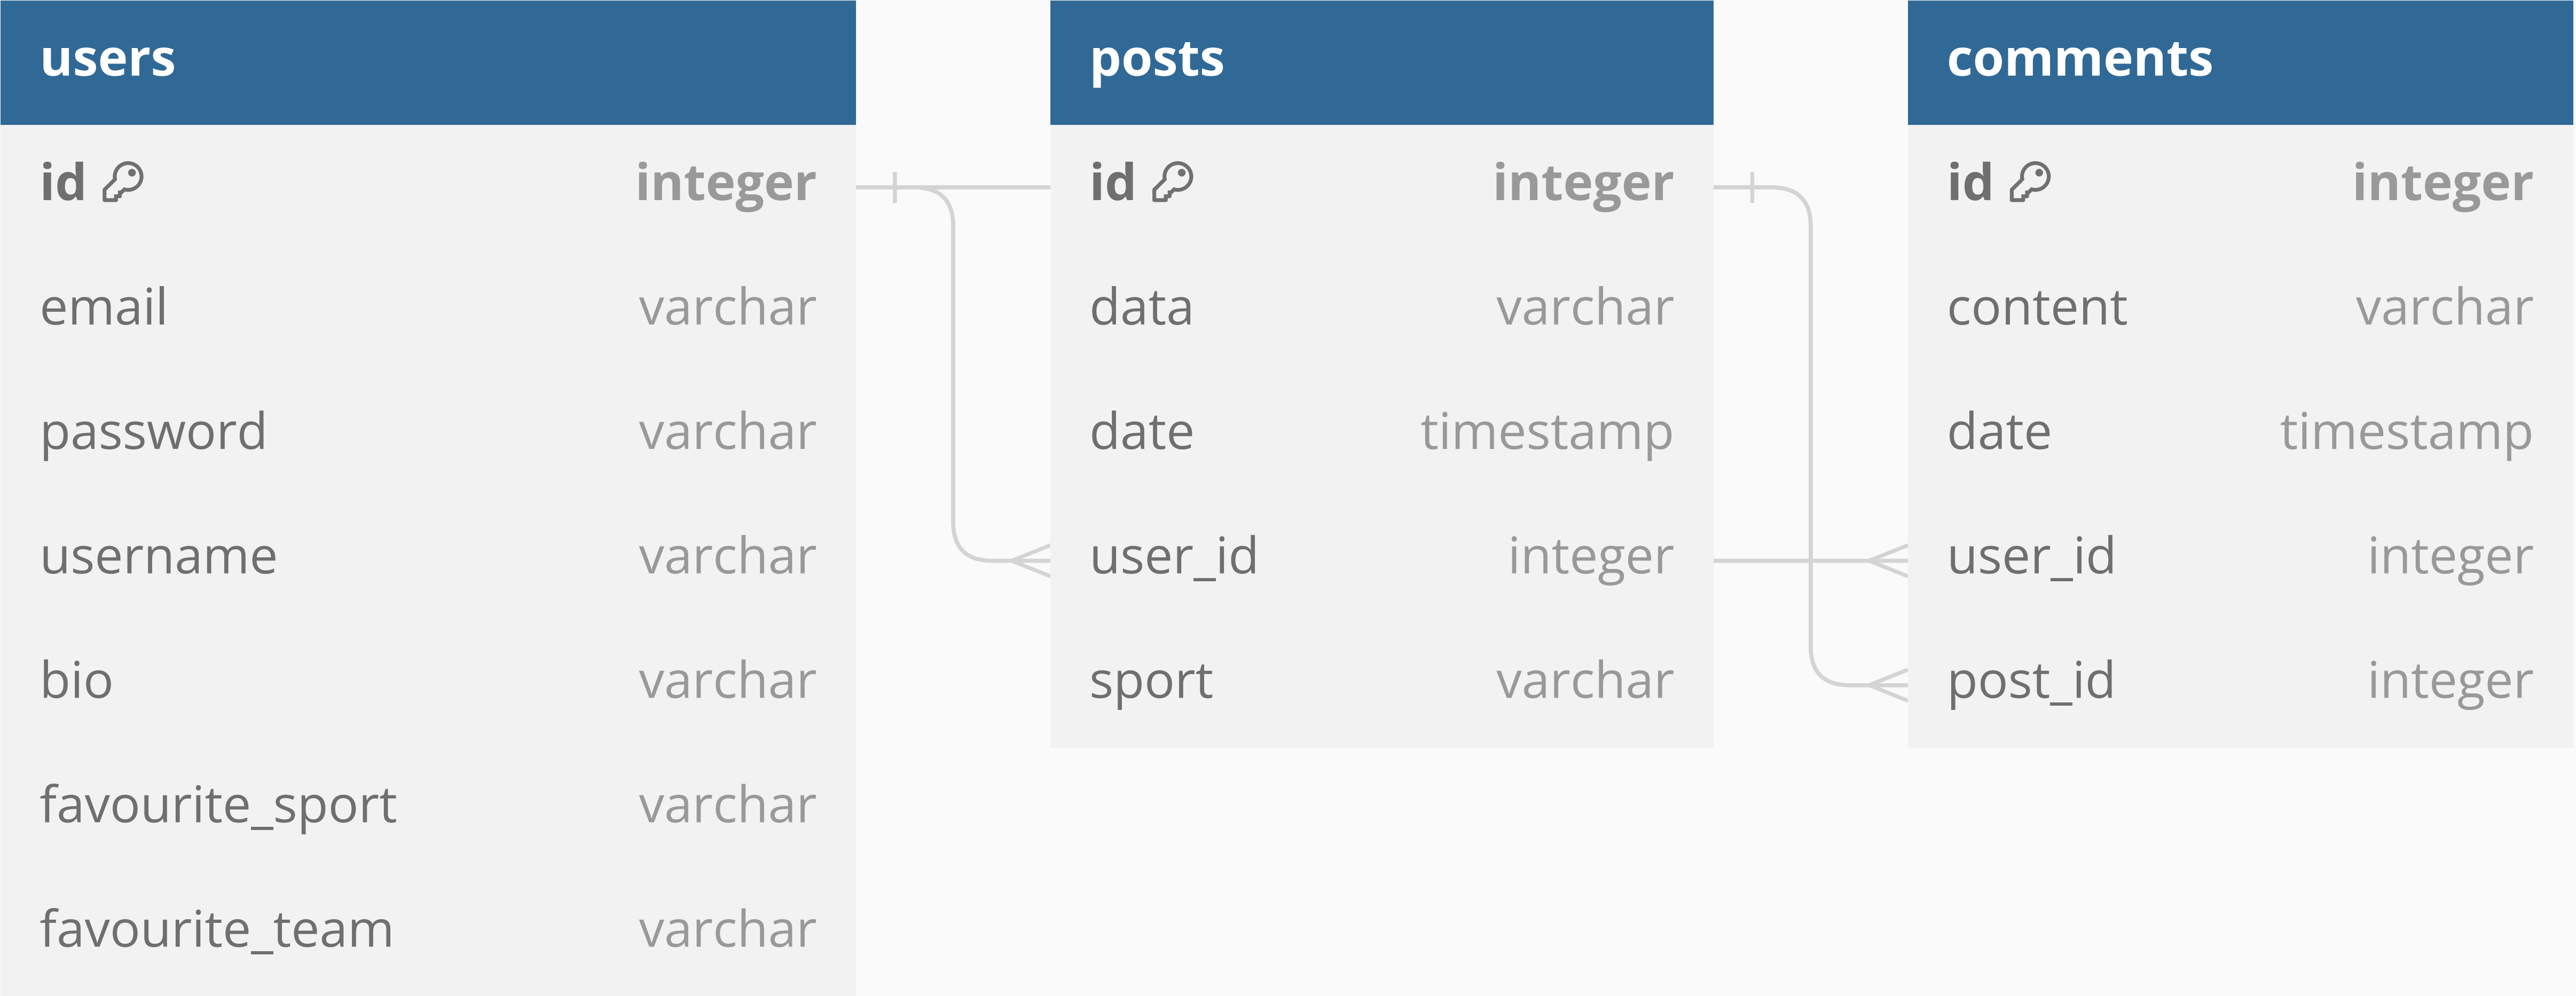 users
id integer
email varchar
password varchar
username varchar
bio varchar
favourite_sport varchar
favourite_team varchar
posts
id integer
data varchar
date timestamp
user_id integer
sport varchar
comments
id integer
content varchar
date timestamp
user_id integer
post_id integer